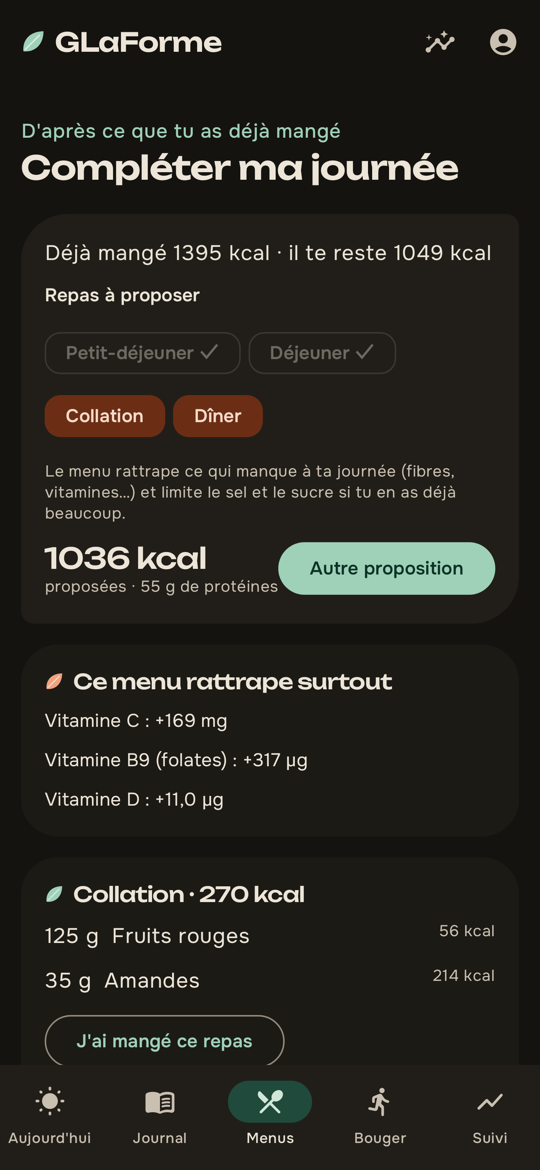 GLaForme
D'après ce que tu as déjà mangé
Compléter ma journée
Déjà mangé 1395 kcal · il te reste 1049 kcal
Repas à proposer
Petit-déjeuner ✓ Déjeuner ✓
Collation Dîner
Le menu rattrape ce qui manque à ta journée (fibres,
vitamines…) et limite le sel et le sucre si tu en as déjà
beaucoup.
1036 kcal
proposées · 55 g de protéines
Autre proposition
Ce menu rattrape surtout
Vitamine C : +169 mg
Vitamine B9 (folates) : +317 µg
Vitamine D : +11,0 µg
Collation · 270 kcal
125 g Fruits rouges 56 kcal
35 g Amandes 214 kcal
J'ai mangé ce repas
Aujourd'hui Journal Menus Bouger Suivi